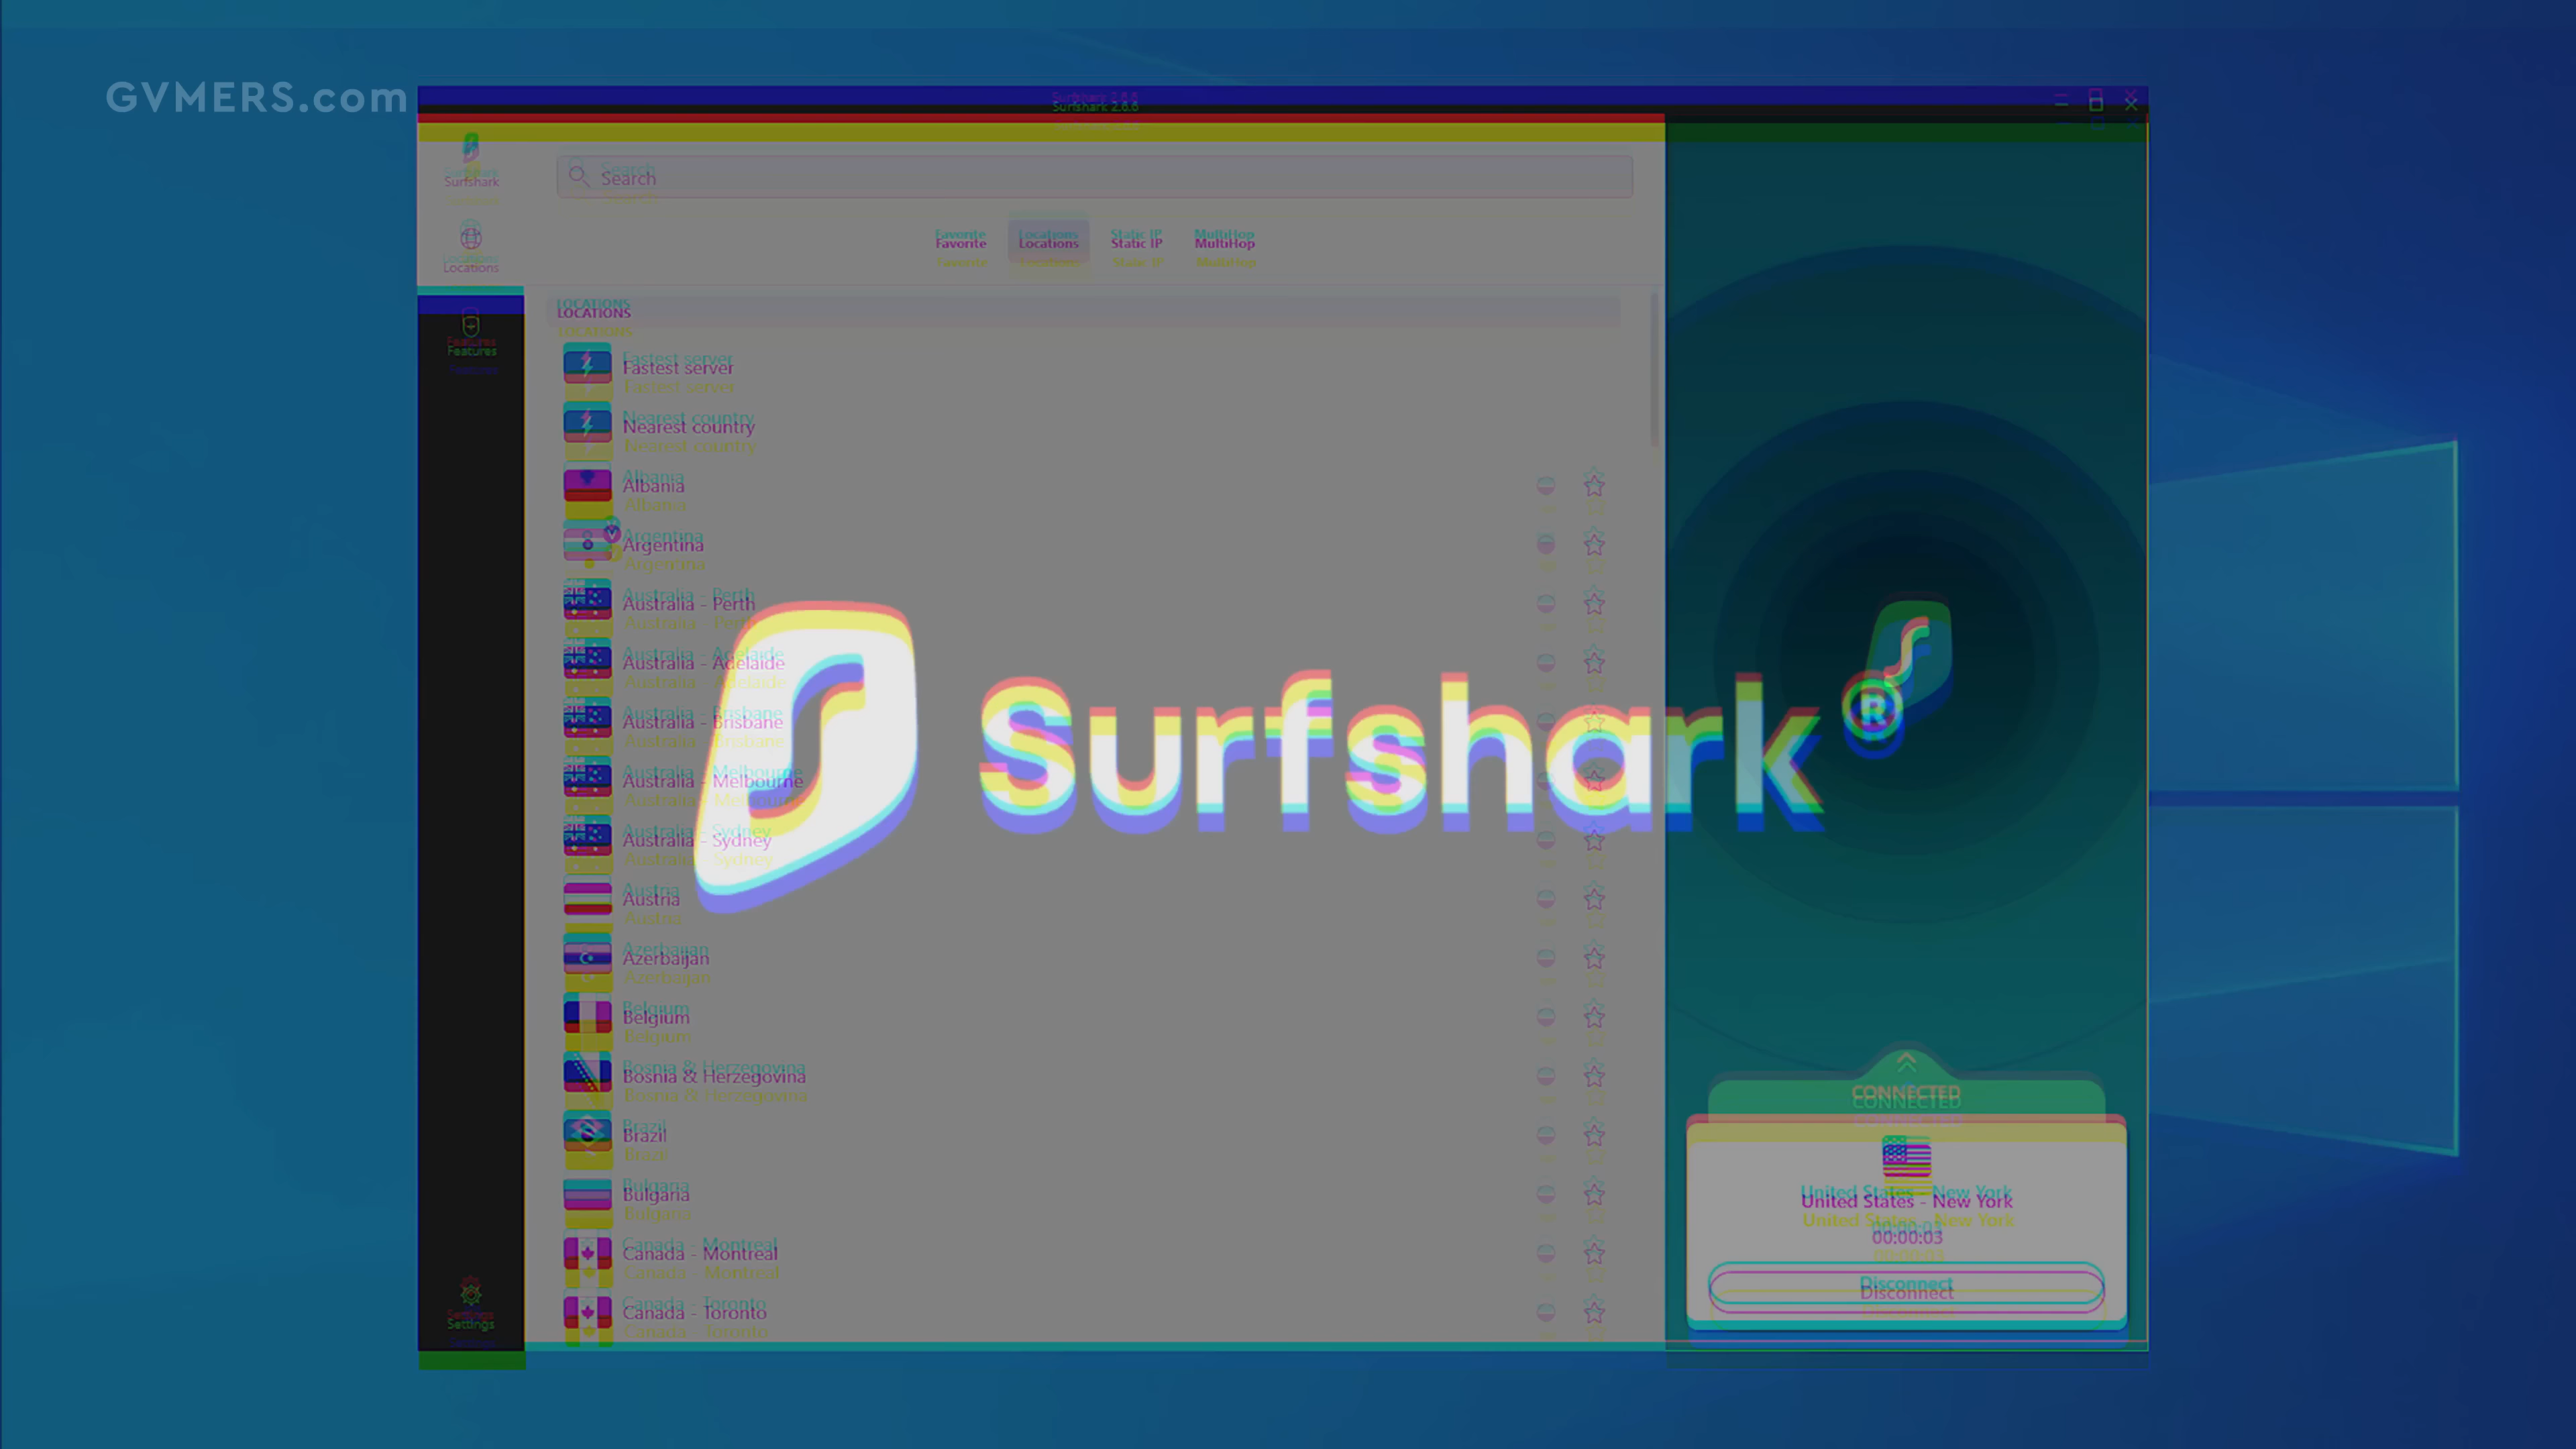 GVMERS.com
Surfshark 2.6.6
Surfshark
Search
Locations
Favorite
Locations
Static IP
MultiHop
LOCATIONS
Features
Fastest server
Nearest country
Albania
Argentina
Australia - Perth
Australia - Adelaide
Australia - Brisbane
Australia - Melbourne
Australia - Sydney
Surfshark®
Austria
Azerbaijan
Belgium
Bosnia & Herzegovina
Brazil
Bulgaria
Canada - Montreal
Canada - Toronto
Settings
CONNECTED
United States - New York
00:00:03
Disconnect